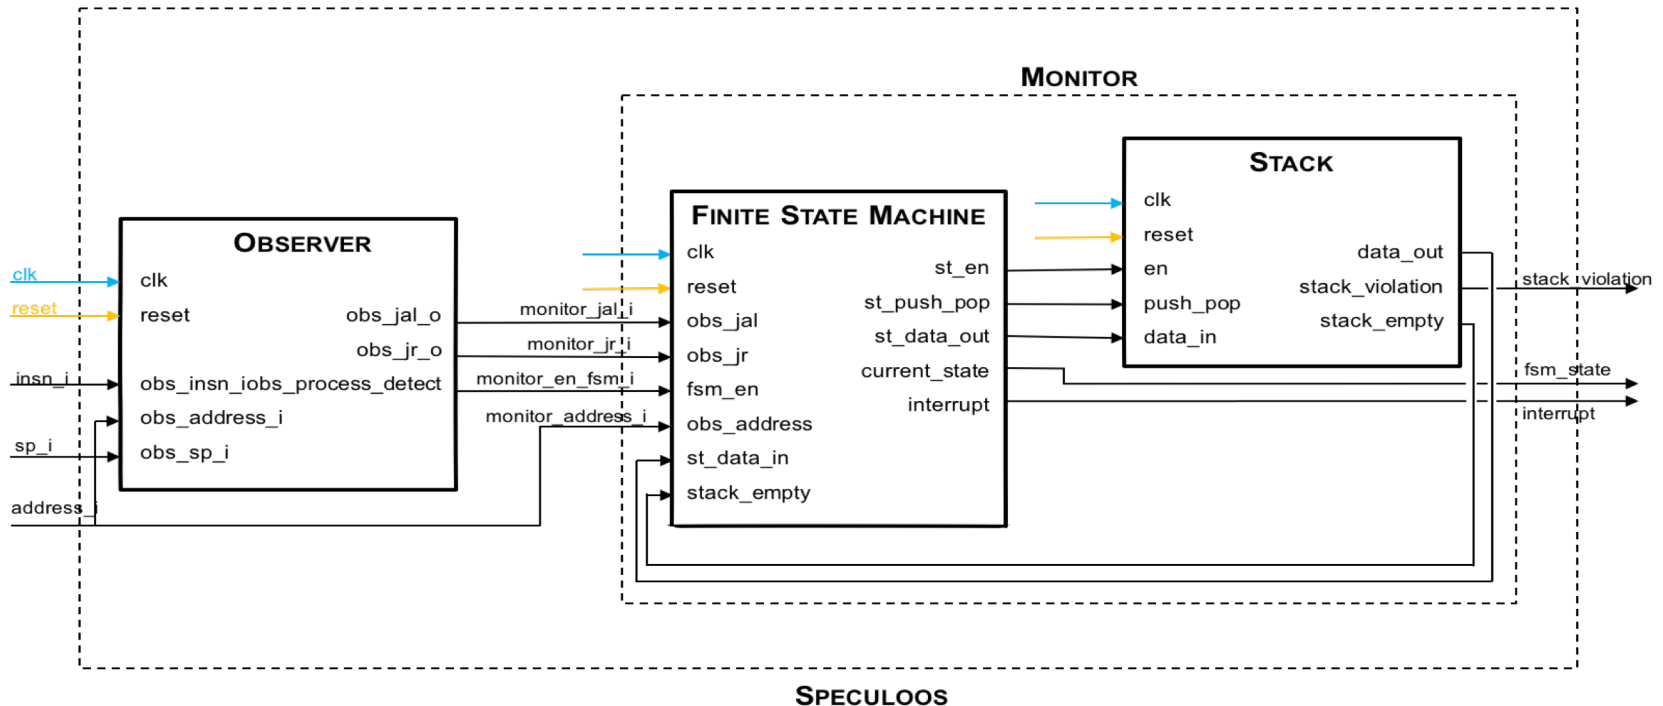 MONITOR
STACK
clk
reset
en
push_pop
data_in
data_out
stack_violation
stack_empty
FINITE STATE MACHINE
clk
reset
obs_jal
obs_jr
fsm_en
obs_address
st_data_in
stack_empty
st_en
st_push_pop
st_data_out
current_state
interrupt
OBSERVER
clk
reset
obs_insn_iobs_process_detect
obs_address_i
obs_sp_i
obs_jal_o
obs_jr_o
clk
reset
insn_i
sp_i
address_i
monitor_jal_i
monitor_jr_i
monitor_en_fsm_i
monitor_address_i
stack_violation
fsm_state
interrupt
SPECULOOS